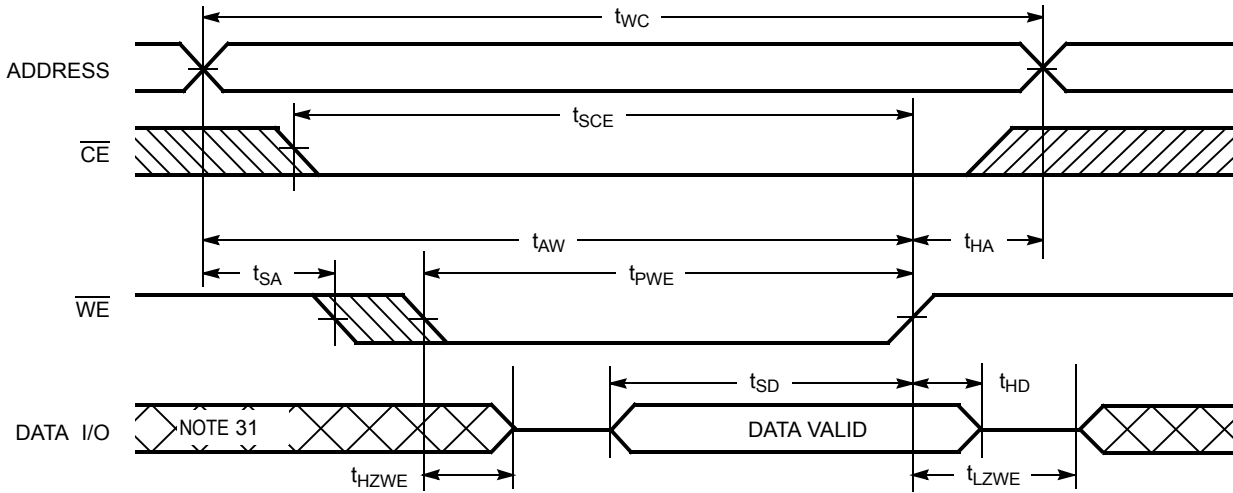 tWC
ADDRESS
tSCE
CE
tAW
tHA
tSA
tPWE
WE
tSD
tHD
DATA I/O
NOTE 31
DATA VALID
tHZWE
tLZWE